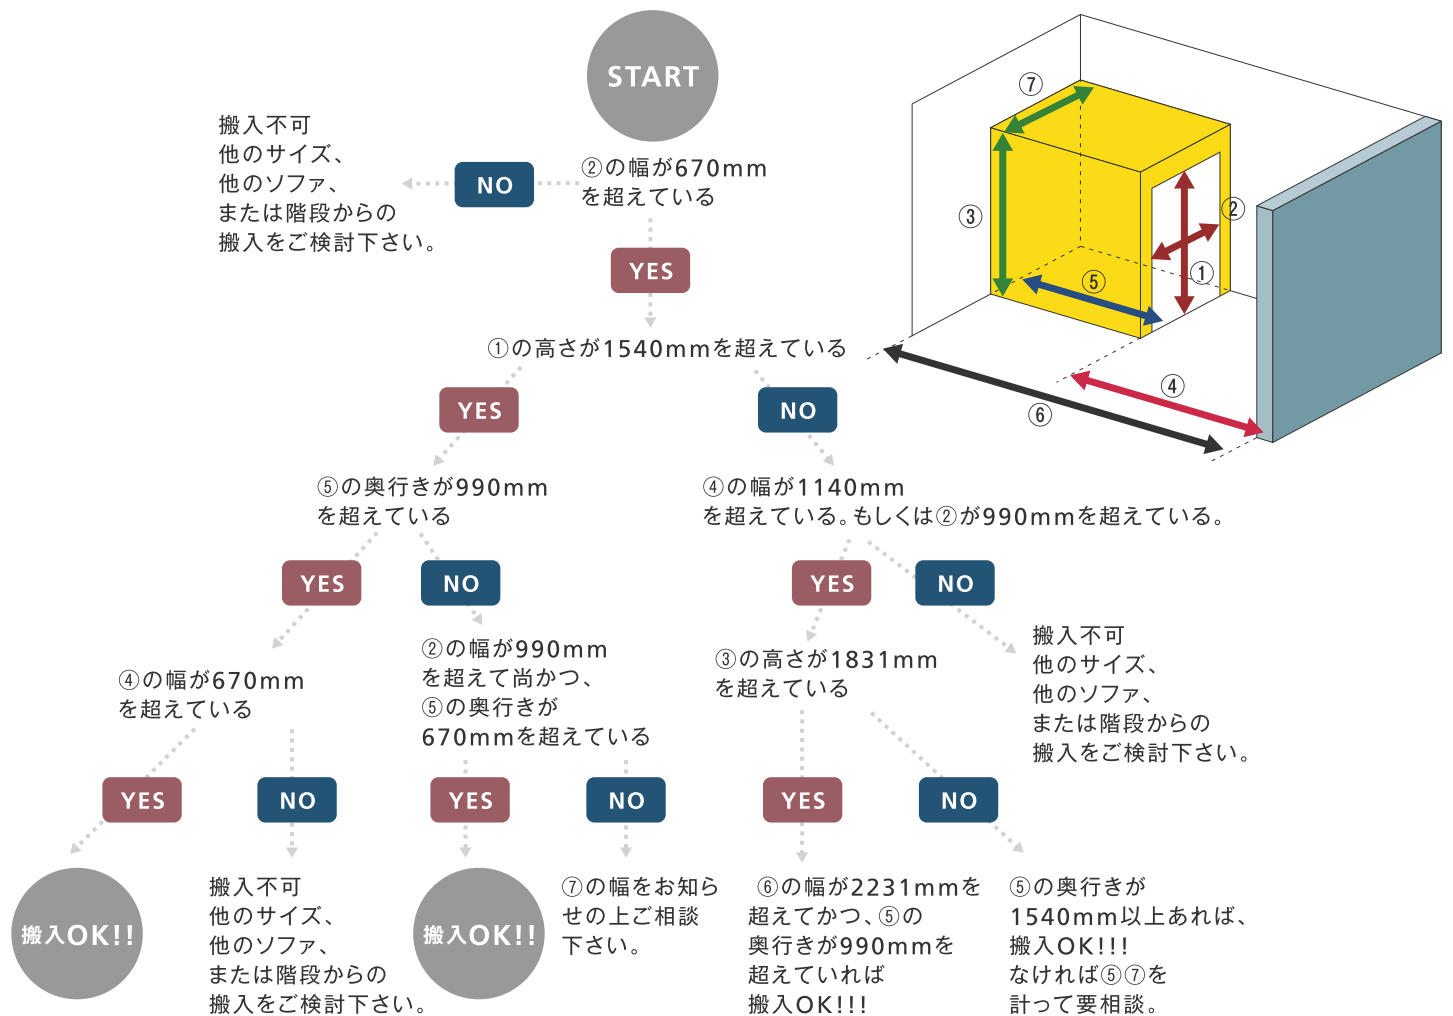 START
②の幅が670mm
を超えている
NO
搬入不可
他のサイズ、
他のソファ、
または階段からの
搬入をご検討下さい。
YES
①の高さが1540mmを超えている
YES
NO
⑤の奥行きが990mm
を超えている
④の幅が1140mm
を超えている。もしくは②が990mmを超えている。
YES
NO
YES
NO
④の幅が670mm
を超えている
②の幅が990mm
を超えて尚かつ、
⑤の奥行きが
670mmを超えている
③の高さが1831mm
を超えている
搬入不可
他のサイズ、
他のソファ、
または階段からの
搬入をご検討下さい。
YES
NO
YES
NO
YES
NO
搬入OK!!
搬入不可
他のサイズ、
他のソファ、
または階段からの
搬入をご検討下さい。
搬入OK!!
⑦の幅をお知ら
せの上ご相談
下さい。
⑥の幅が2231mmを
超えてかつ、⑤の
奥行きが990mmを
超えていれば
搬入OK!!!
⑤の奥行きが
1540mm以上あれば、
搬入OK!!!
なければ⑤⑦を
計って要相談。
⑦
③
②
①
⑤
④
⑥